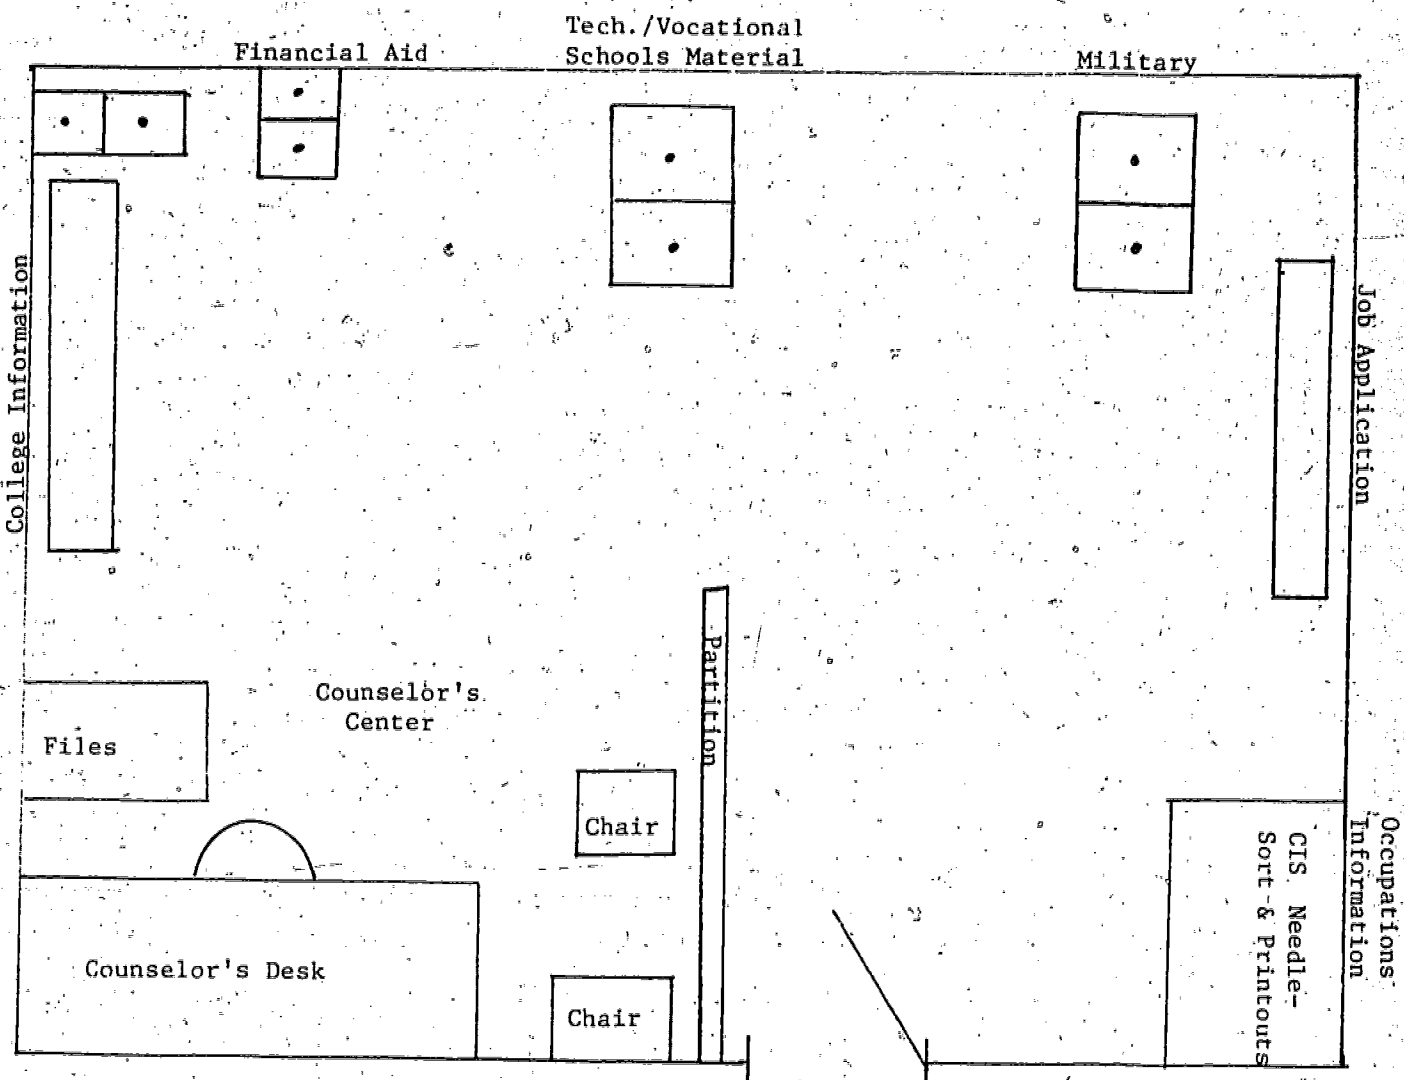 Tech./Vocational
Schools Material
Financial Aid
Military
College Information
Job Application
Partition
Counselor's
Center
Files
Chair
Occupations
Information
CIS Needle-
Sort & Printouts
Counselor's Desk
Chair